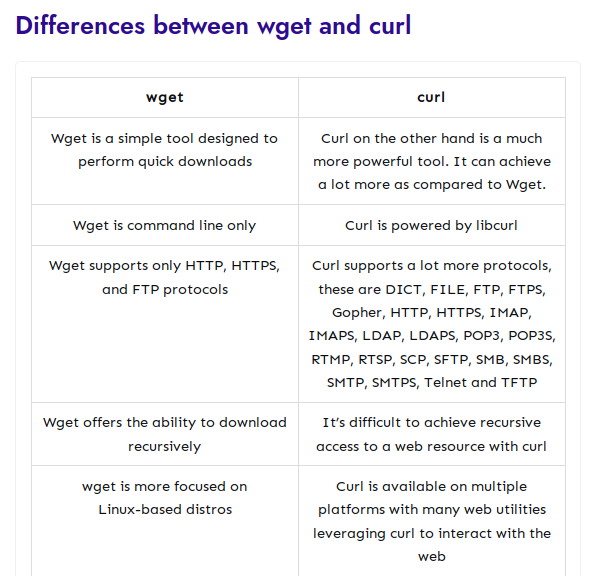 Differences between wget and curl
wget
curl
Wget is a simple tool designed to
perform quick downloads
Curl on the other hand is a much
more powerful tool. It can achieve
a lot more as compared to Wget.
Wget is command line only
Curl is powered by libcurl
Wget supports only HTTP, HTTPS,
and FTP protocols
Curl supports a lot more protocols,
these are DICT, FILE, FTP, FTPS,
Gopher, HTTP, HTTPS, IMAP,
IMAPS, LDAP, LDAPS, POP3, POP3S,
RTMP, RTSP, SCP, SFTP, SMB, SMBS,
SMTP, SMTPS, Telnet and TFTP
Wget offers the ability to download
recursively
It’s difficult to achieve recursive
access to a web resource with curl
wget is more focused on
Linux-based distros
Curl is available on multiple
platforms with many web utilities
leveraging curl to interact with the
web